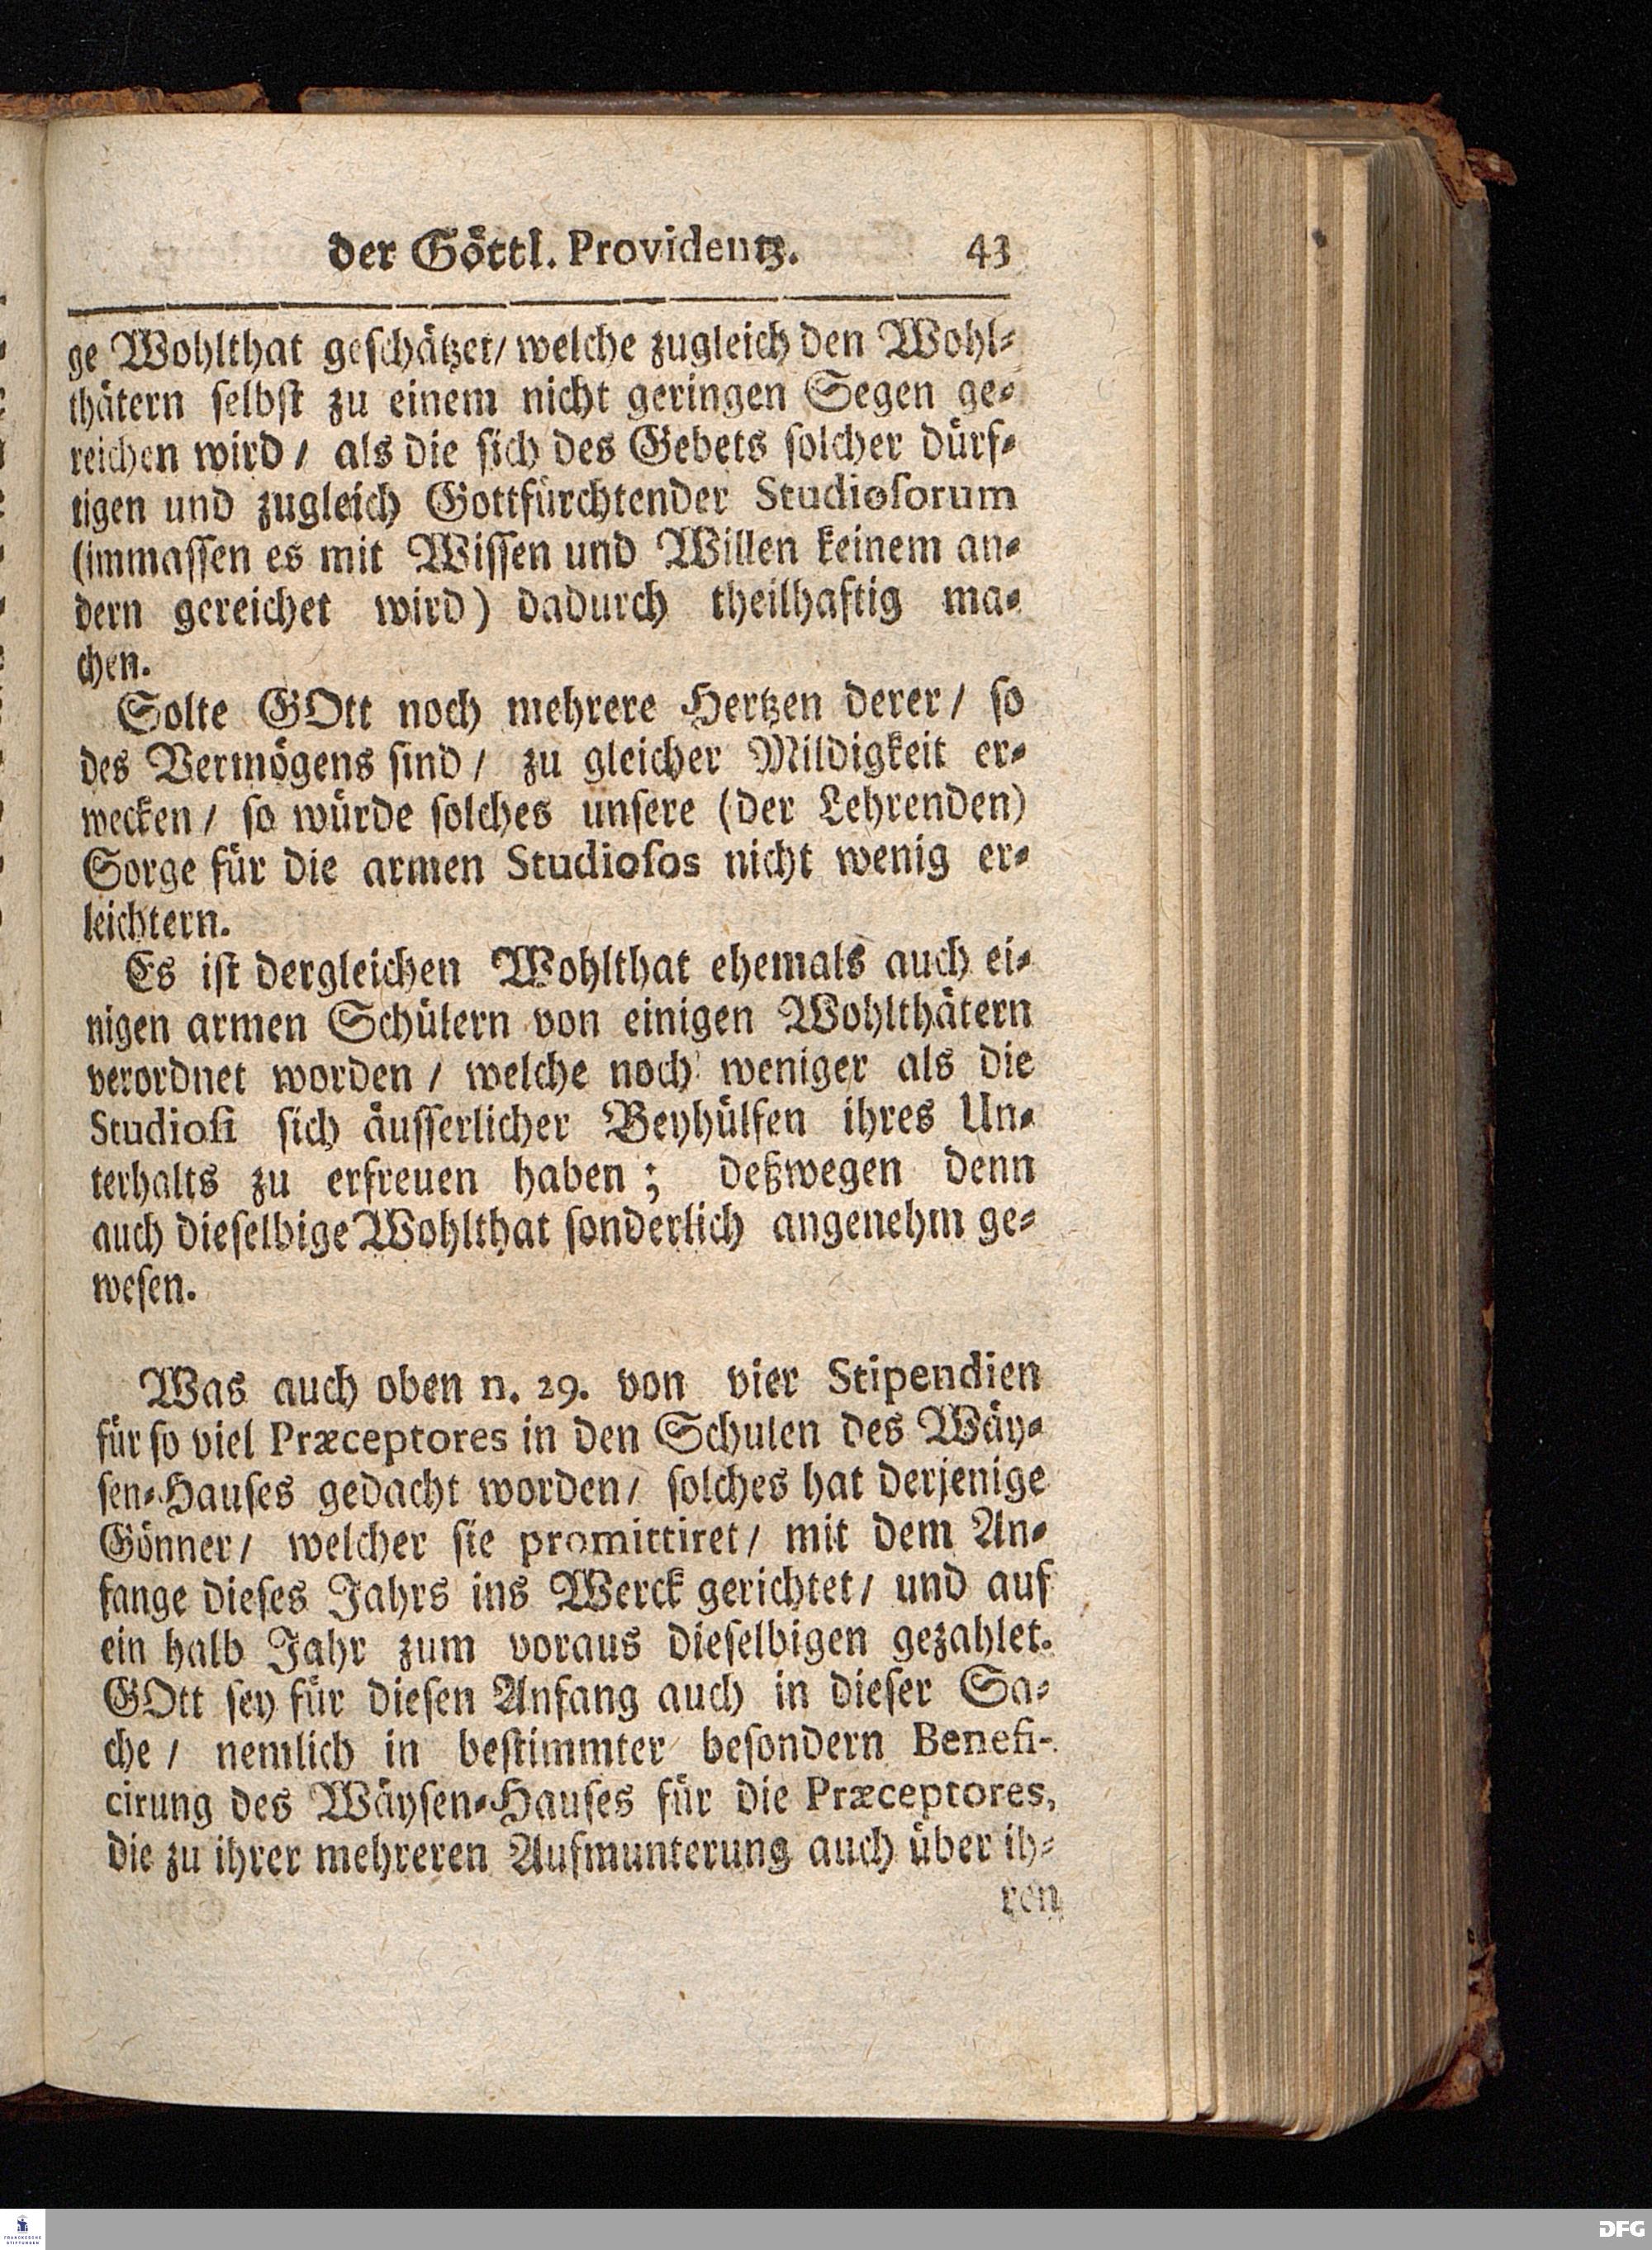 der Göttl. Providentz. 43
ge Wohlthat geschätzet/ welche zugleich den Wohl-
thätern selbst zu einem nicht geringen Segen ge-
reichen wird / als die sich des Gebets solcher dürf-
tigen und zugleich Gottfürchtender Studiosorum
(immassen es mit Wissen und Willen keinem an-
dern gereichet wird) dadurch theilhaftig ma-
chen.
Solte GOtt noch mehrere Hertzen derer / so
des Vermögens sind / zu gleicher Mildigkeit er-
wecken / so würde solches unsere (der Lehrenden)
Sorge für die armen Studiosos nicht wenig er-
leichtern.
Es ist dergleichen Wohlthat ehemals auch ei-
nigen armen Schülern von einigen Wohlthätern
verordnet worden / welche noch weniger als die
Studiosi sich äusserlicher Beyhülfen ihres Un-
terhalts zu erfreuen haben ; deßwegen denn
auch dieselbige Wohlthat sonderlich angenehm ge-
wesen.
Was auch oben n. 29. von vier Stipendien
für so viel Præceptores in den Schulen des Wäy-
sen-Hauses gedacht worden/ solches hat derjenige
Gönner/ welcher sie promittiret/ mit dem An-
fange dieses Jahrs ins Werck gerichtet/ und auf
ein halb Jahr zum voraus dieselbigen gezahlet.
GOtt sey für diesen Anfang auch in dieser Sa-
che / nemlich in bestimmter besondern Benefi-
cirung des Wäysen-Hauses für die Præceptores,
die zu ihrer mehreren Aufmunterung auch über ih-
ren
FRANCKESCHE
STIFTUNGEN
DFG